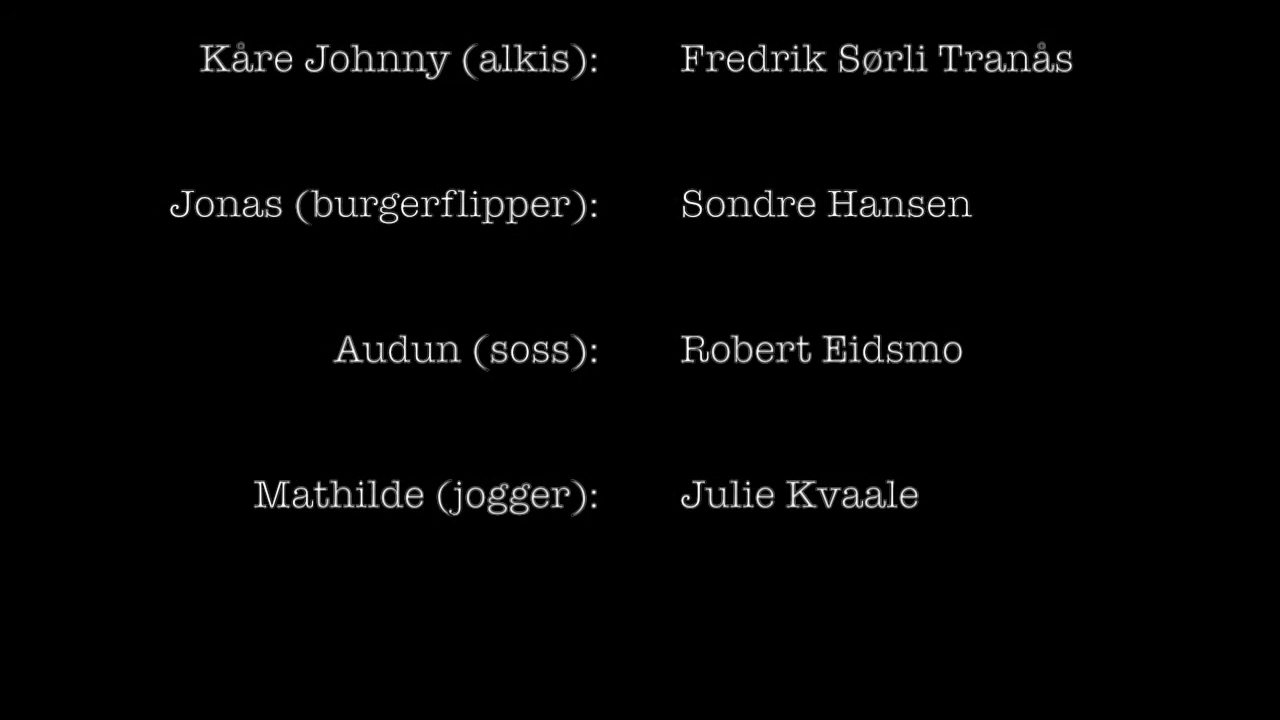 Kåre Johnny (alkis): Fredrik Sørli Tranås
Jonas (burgerflipper): Sondre Hansen
Audun (soss): Robert Eidsmo
Mathilde (jogger): Julie Kvaale